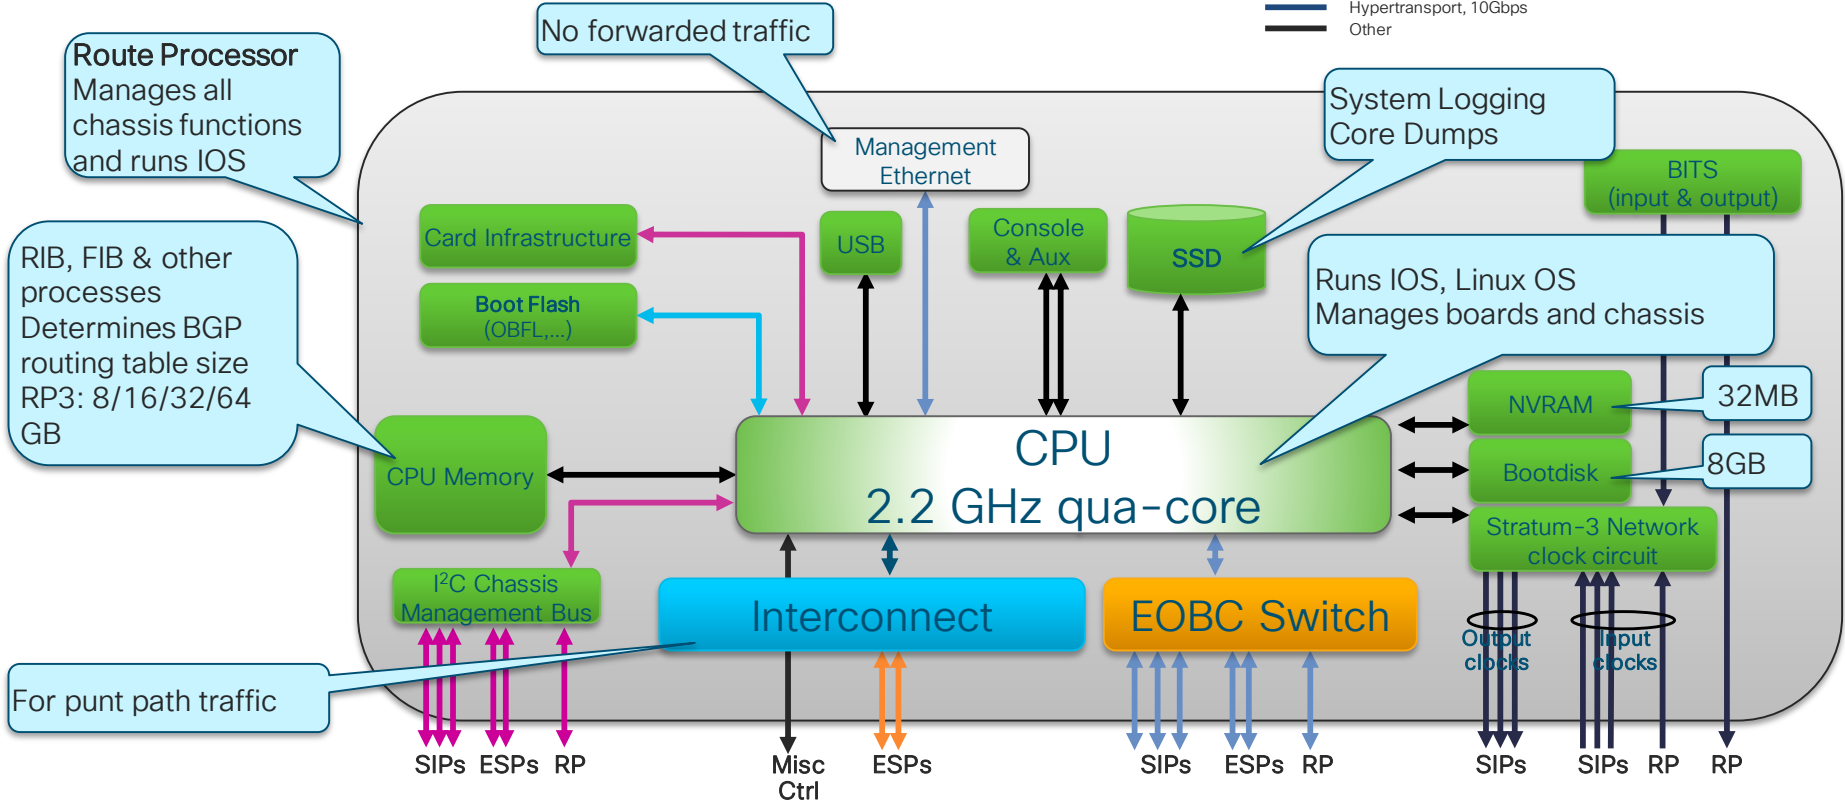 Hypertransport, 10Gbps
Other
No forwarded traffic
Route Processor
Manages all
chassis functions
and runs IOS
System Logging
Core Dumps
Management
Ethernet
BITS
(input & output)
Card Infrastructure
USB
Console
& Aux
SSD
RIB, FIB & other
processes
Determines BGP
routing table size
RP3: 8/16/32/64
GB
Runs IOS, Linux OS
Manages boards and chassis
Boot Flash
(OBFL,...)
NVRAM
32MB
CPU
2.2 GHz qua-core
CPU Memory
Bootdisk
8GB
Stratum-3 Network
clock circuit
I²C Chassis
Management Bus
Interconnect
EOBC Switch
Output
clocks
Input
clocks
For punt path traffic
SIPs
ESPs
RP
Misc
Ctrl
ESPs
SIPs
ESPs
RP
SIPs
SIPs
RP
RP